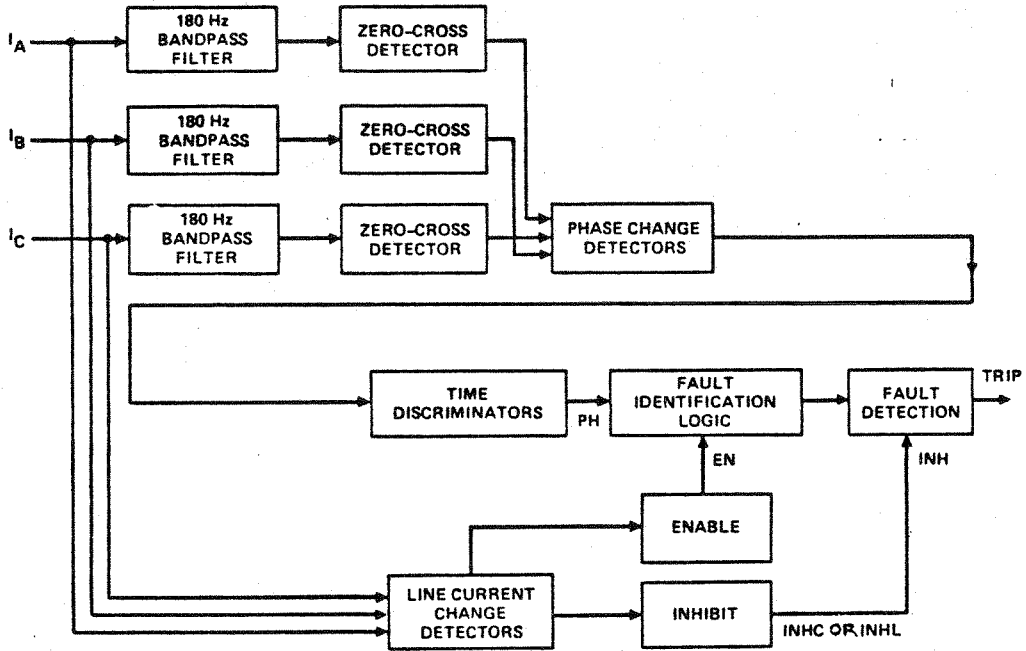 I_A
180 Hz
BANDPASS
FILTER
ZERO-CROSS
DETECTOR
I_B
180 Hz
BANDPASS
FILTER
ZERO-CROSS
DETECTOR
I_C
180 Hz
BANDPASS
FILTER
ZERO-CROSS
DETECTOR
PHASE CHANGE
DETECTORS
TIME
DISCRIMINATORS
PH
FAULT
IDENTIFICATION
LOGIC
FAULT
DETECTION
TRIP
EN
INH
ENABLE
LINE CURRENT
CHANGE
DETECTORS
INHIBIT
INHC OR INHL